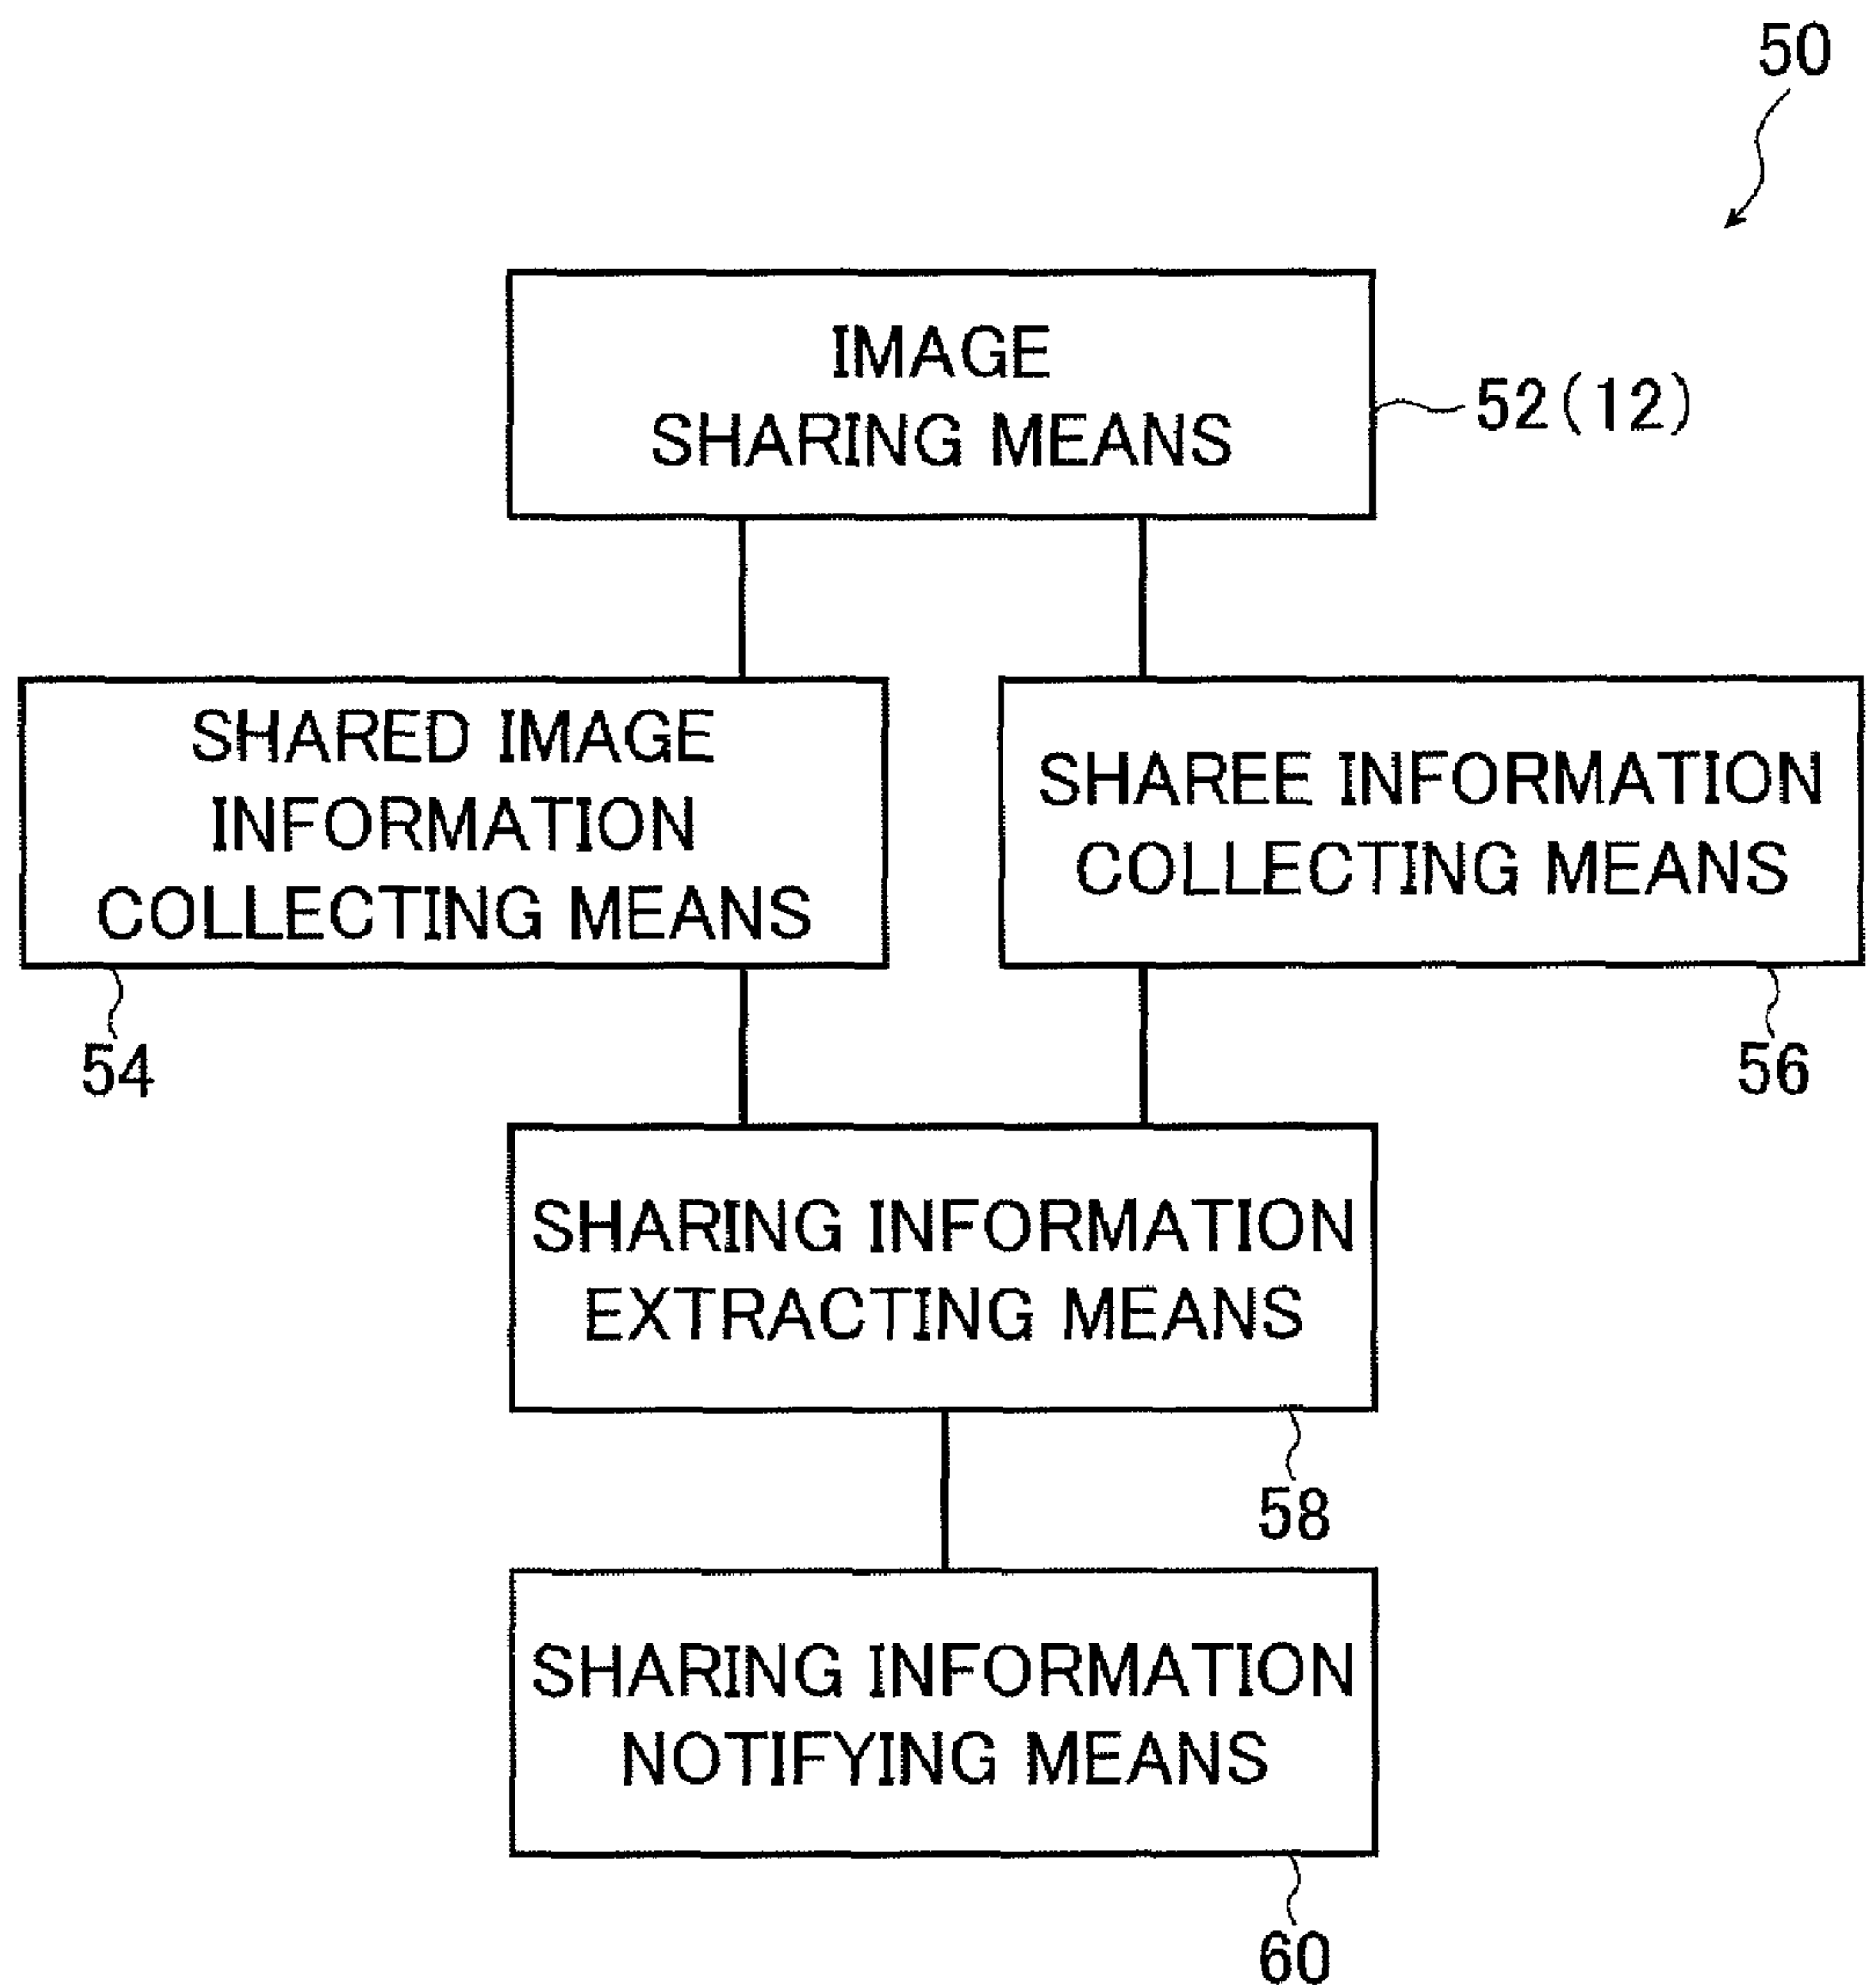 50
IMAGE
SHARING MEANS
52(12)
SHARED IMAGE
INFORMATION
COLLECTING MEANS
54
SHAREE INFORMATION
COLLECTING MEANS
56
SHARING INFORMATION
EXTRACTING MEANS
58
SHARING INFORMATION
NOTIFYING MEANS
60